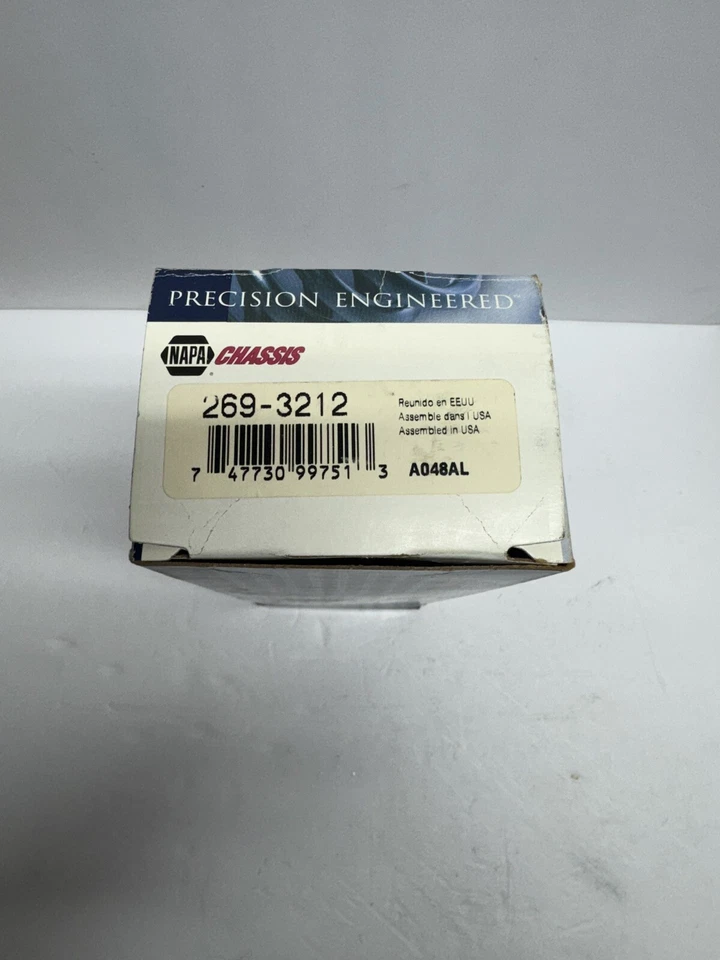 PRECISION ENGINEERED™
NAPA® CHASSIS
269-3212
Reunido en EEUU
Assemble dans l USA
Assembled in USA
7 47730 99751 3
A048AL